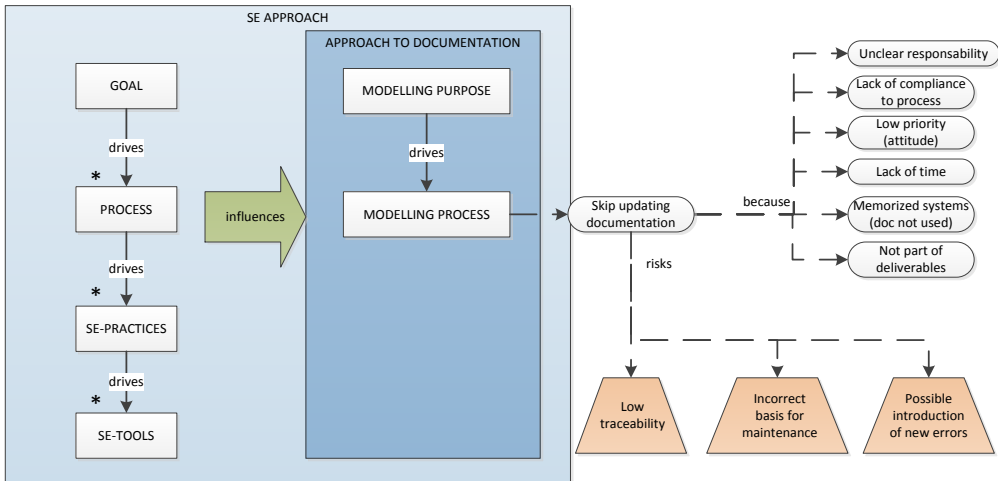 SE APPROACH
GOAL
drives
*
PROCESS
drives
*
SE-PRACTICES
drives
*
SE-TOOLS
influences
APPROACH TO DOCUMENTATION
MODELLING PURPOSE
drives
MODELLING PROCESS
Skip updating
documentation
because
Unclear responsability
Lack of compliance
to process
Low priority
(attitude)
Lack of time
Memorized systems
(doc not used)
Not part of
deliverables
risks
Low
traceability
Incorrect
basis for
maintenance
Possible
introduction
of new errors